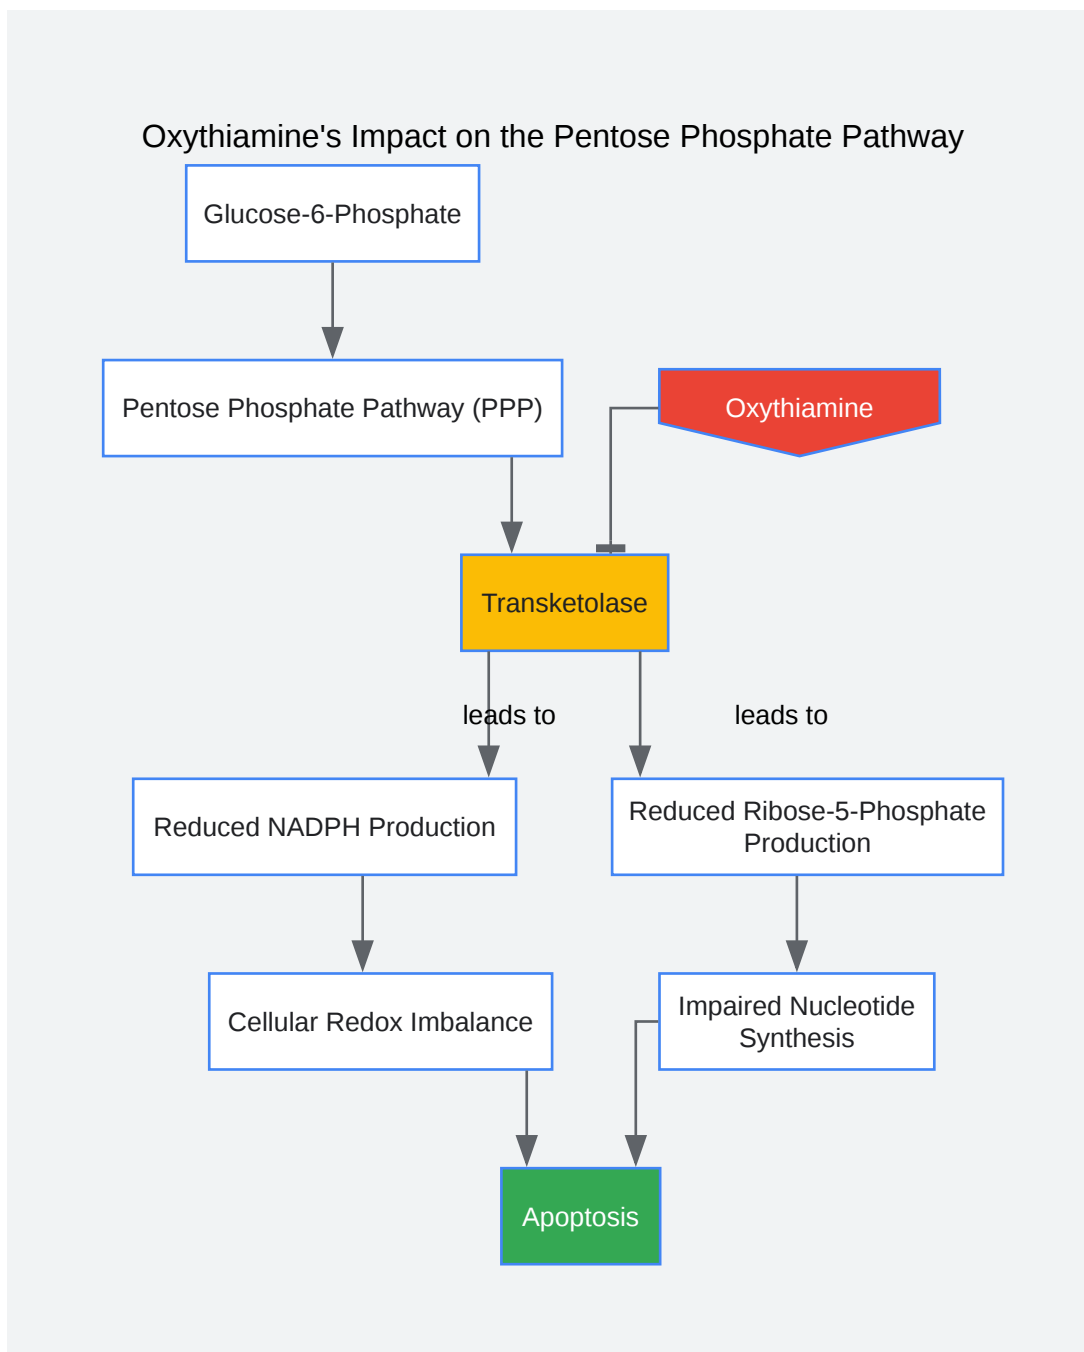 Oxythiamine's Impact on the Pentose Phosphate Pathway
Glucose-6-Phosphate
Pentose Phosphate Pathway (PPP)
Oxythiamine
Transketolase
leads to
leads to
Reduced NADPH Production
Reduced Ribose-5-Phosphate
Production
Cellular Redox Imbalance
Impaired Nucleotide
Synthesis
Apoptosis